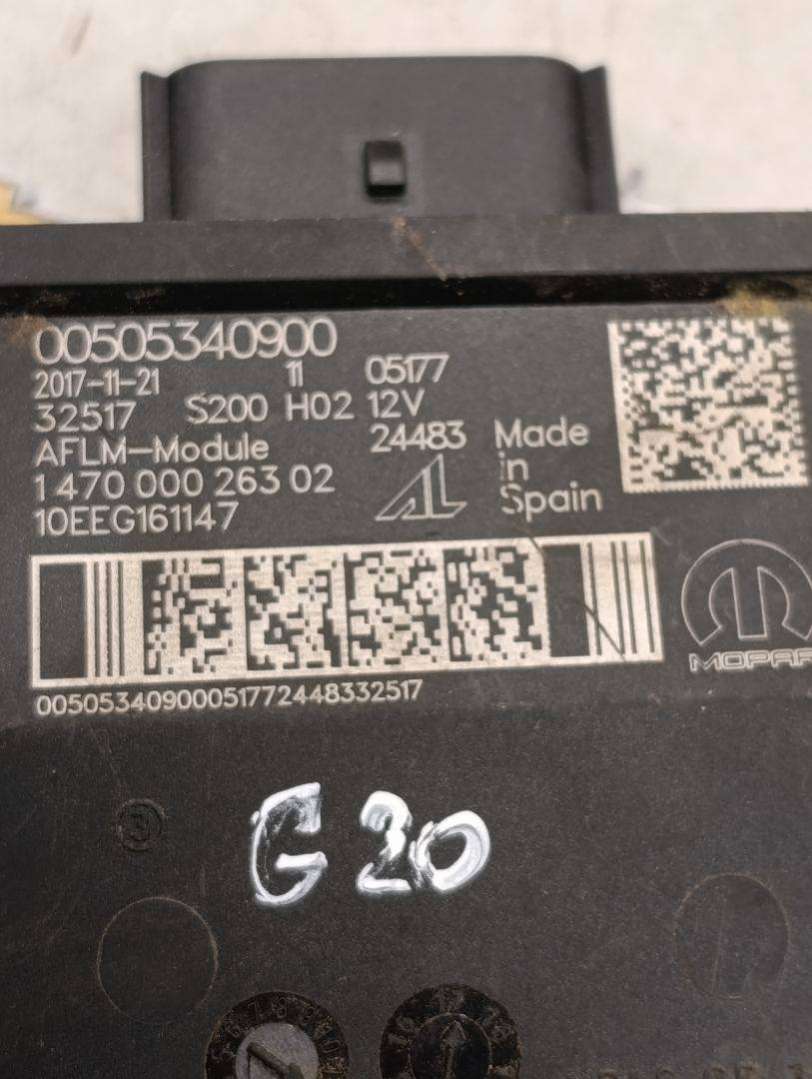 00505340900
2017-11-21 11 05177
32517 S200 H02 12V
AFLM-Module 24483 Made
1 470 000 263 02 AL in
10EEG161147 Spain
MOPAR
00505340900051772448332517
G 20